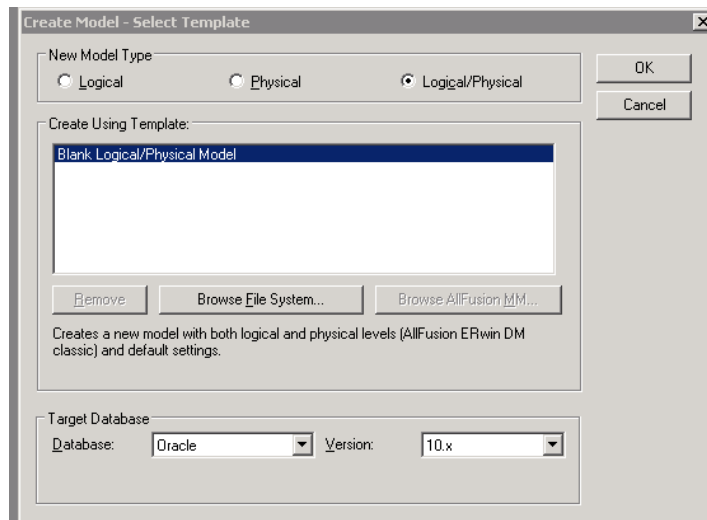 Create Model - Select Template
New Model Type
Logical
Physical
Logical/Physical
OK
Cancel
Create Using Template:
Blank Logical/Physical Model
Remove
Browse File System...
Browse AllFusion MM...
Creates a new model with both logical and physical levels (AllFusion ERwin DM
classic) and default settings.
Target Database
Database:
Oracle
Version:
10.x